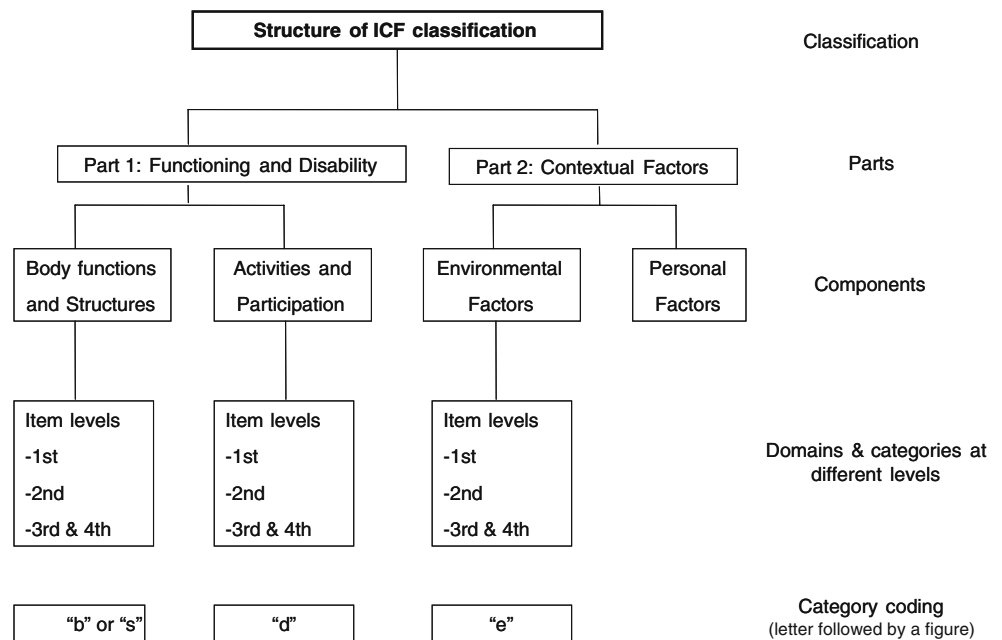 Structure of ICF classification
Classification
Part 1: Functioning and Disability
Part 2: Contextual Factors
Parts
Body functions
and Structures
Activities and
Participation
Environmental
Factors
Personal
Factors
Components
Item levels
-1st
-2nd
-3rd & 4th
Item levels
-1st
-2nd
-3rd & 4th
Item levels
-1st
-2nd
-3rd & 4th
Domains & categories at
different levels
“b” or “s”
“d”
“e”
Category coding
(letter followed by a figure)